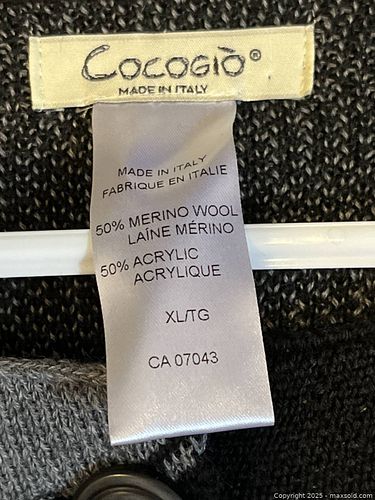 COCOGIÒ®
MADE IN ITALY
MADE IN ITALY
FABRIQUE EN ITALIE
50% MERINO WOOL
LAÎNE MÉRINO
50% ACRYLIC
ACRYLIQUE
XL/TG
CA 07043
Copyright 2025 - maxsold.com